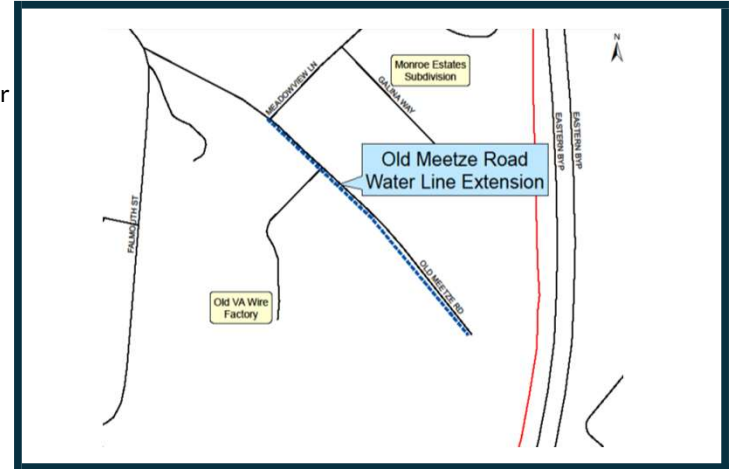 r
N
Monroe Estates
Subdivision
MEADOWVIEW LN
GALINA WAY
EASTERN BYP
EASTERN BYP
Old Meetze Road
Water Line Extension
FALMOUTH ST
OLD MEETZE RD
Old VA Wire
Factory